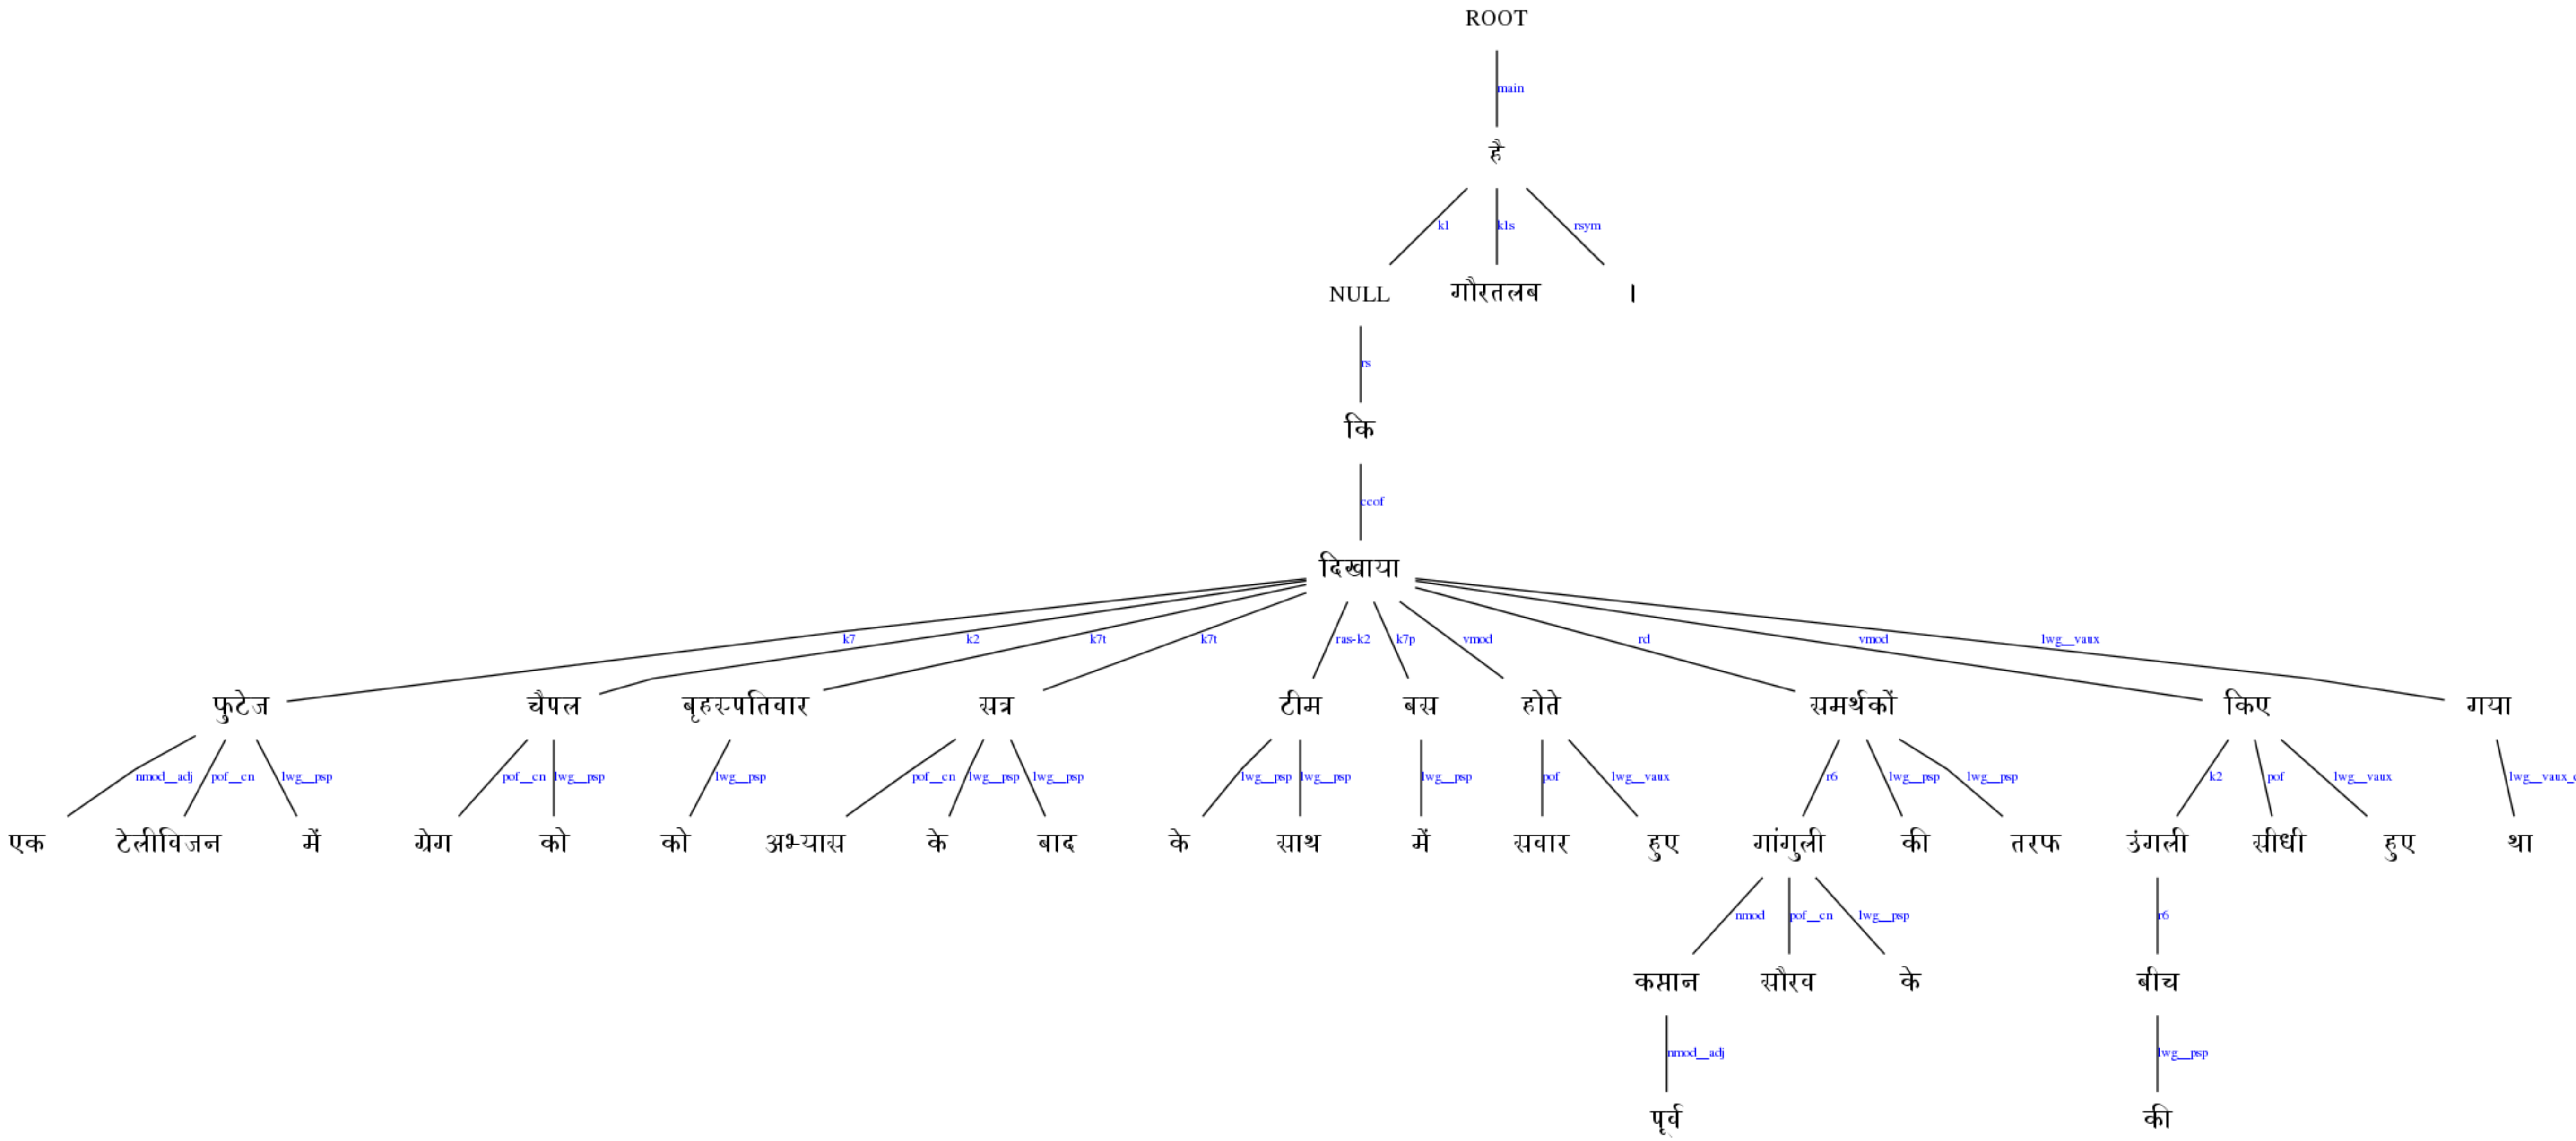 ROOT
main
है
k1 k1s rsym
NULL गौरतलब ।
rs
कि
ccof
दिखाया
k7 k2 k7t k7t ras-k2 k7p vmod rd vmod lwg__vaux
फुटेज चैपल बृहस्पतिवार सत्र टीम बस होते समर्थकों किए गया
nmod__adj pof__cn lwg__psp pof__cn lwg__psp lwg__psp pof__cn lwg__psp lwg__psp lwg__psp lwg__psp lwg__psp pof lwg__vaux r6 lwg__psp lwg__psp k2 pof lwg__vaux
एक टेलीविजन में ग्रेग को को अभ्यास के बाद के साथ में सवार हुए गांगुली की तरफ उंगली सीधी हुए था
nmod pof__cn lwg__psp r6
कप्तान सौरव के बीच
nmod__adj lwg__psp
पूर्व की